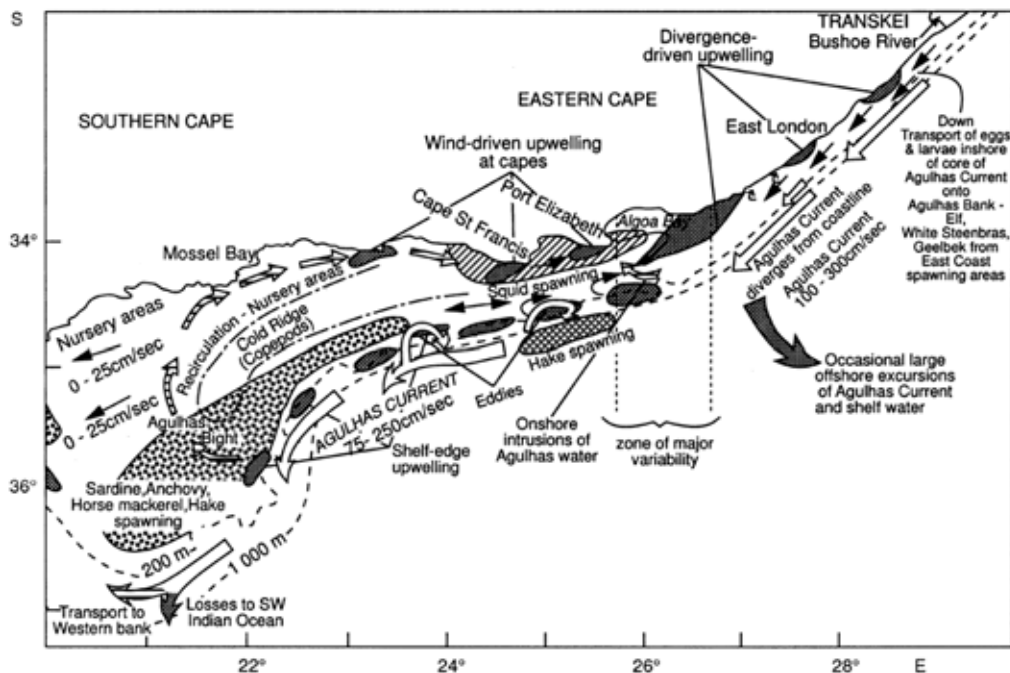 S
TRANSKEI
Bushoe River
Divergence-
driven upwelling
SOUTHERN CAPE
EASTERN CAPE
East London
Down
Transport of eggs
& larvae inshore
of core of
Agulhas Current
onto
Agulhas Bank -
Elf,
White Steenbras,
Geelbek from
East Coast
spawning areas
Wind-driven upwelling
at capes
Cape St Francis
Port Elizabeth
Algoa Bay
34°
Mossel Bay
Agulhas Current
diverges from coastline
Agulhas Current
100 - 300cm/sec
Squid spawning
Nursery areas
0 - 25cm/sec
Recirculation - Nursery areas
Cold Ridge
(Copepods)
Hake spawning
Occasional large
offshore excursions
of Agulhas Current
and shelf water
0 - 25cm/sec
AGULHAS CURRENT
75- 250cm/sec
Eddies
Onshore
intrusions of
Agulhas water
zone of major
variability
Agulhas
Bight
Shelf-edge
upwelling
36°
Sardine,Anchovy,
Horse mackerel,Hake
spawning
200 m
1 000 m
Transport to
Western bank
Losses to SW
Indian Ocean
22°
24°
26°
28°
E